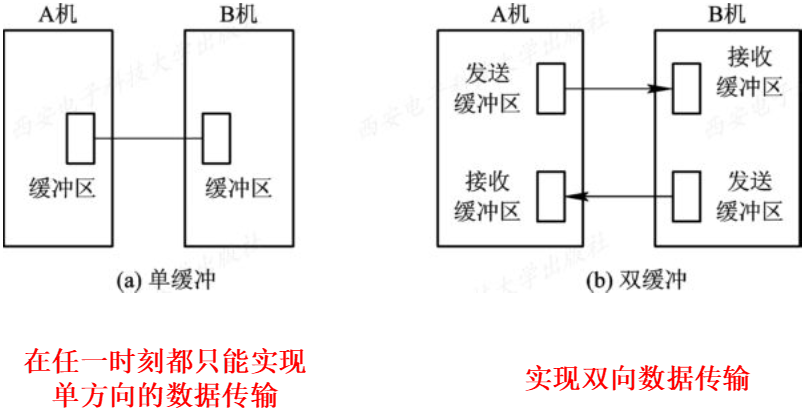 A机
B机
缓冲区
缓冲区
(a) 单缓冲
在任一时刻都只能实现
单方向的数据传输
A机
B机
发送
缓冲区
接收
缓冲区
接收
缓冲区
发送
缓冲区
(b) 双缓冲
实现双向数据传输
西安电子科技大学出版社